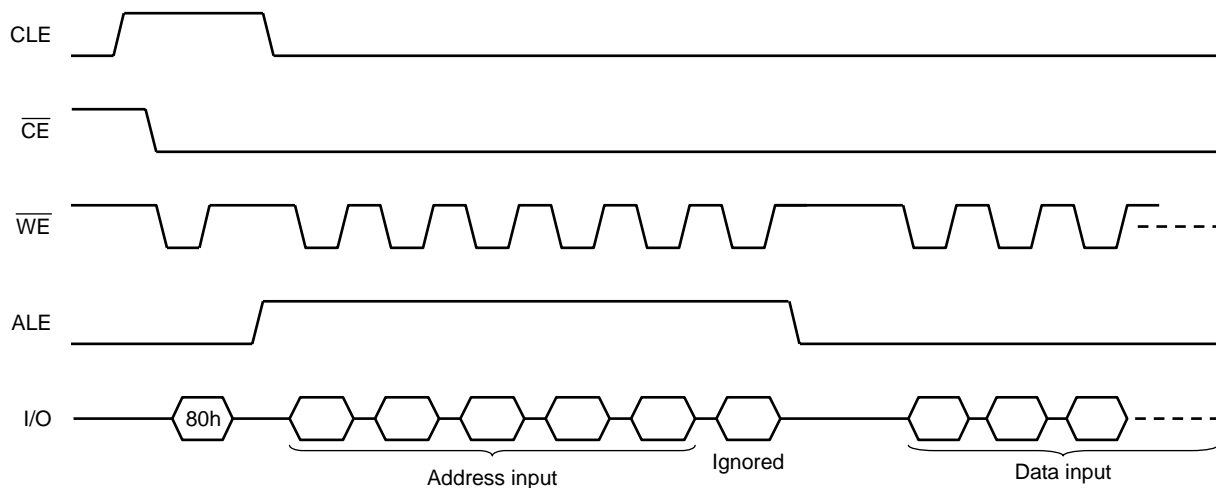 CLE
CE
WE
ALE
I/O
80h
Address input
Ignored
Data input